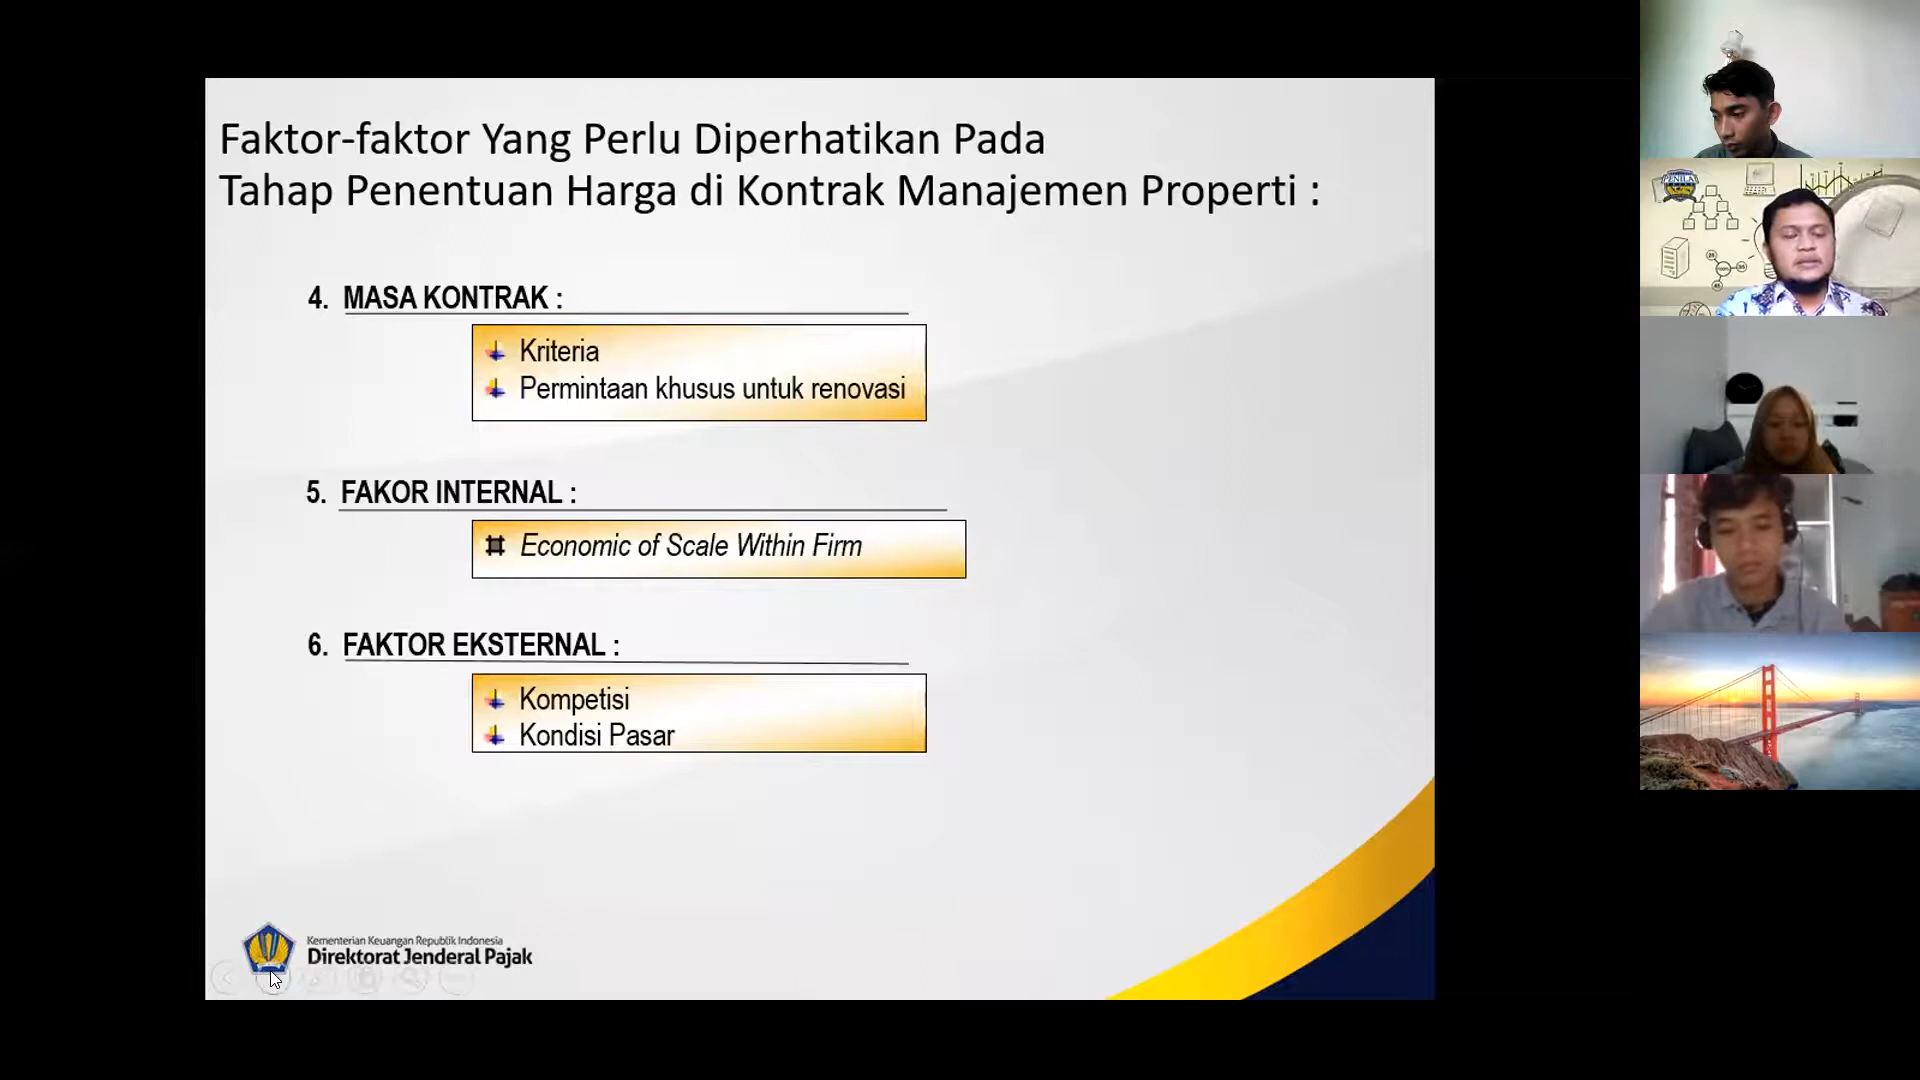 Faktor-faktor Yang Perlu Diperhatikan Pada
Tahap Penentuan Harga di Kontrak Manajemen Properti :
4. MASA KONTRAK :
Kriteria
Permintaan khusus untuk renovasi
5. FAKOR INTERNAL :
Economic of Scale Within Firm
6. FAKTOR EKSTERNAL :
Kompetisi
Kondisi Pasar
Kementerian Keuangan Republik Indonesia
Direktorat Jenderal Pajak
PENILAI